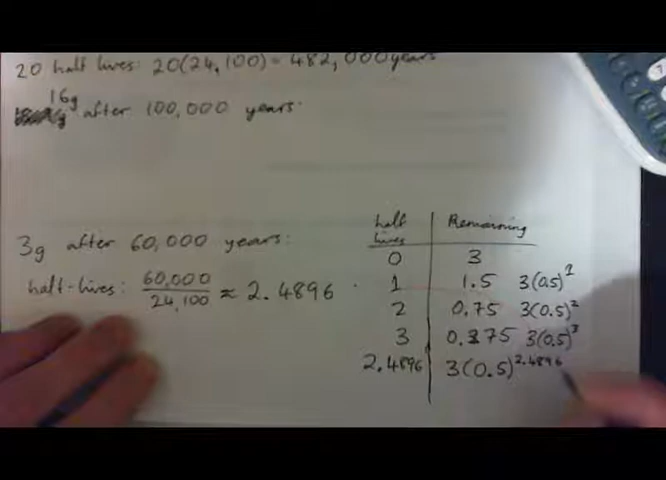 20 half lives: 20(24,100) = 482,000 years
16g
after 100,000 years:
3g after 60,000 years:
half-lives: 60,000/24,100 ≈ 2.4896
half lives | Remaining
0 | 3
1 | 1.5 3(0.5)^1
2 | 0.75 3(0.5)^2
3 | 0.375 3(0.5)^3
2.4896 | 3(0.5)^2.4896